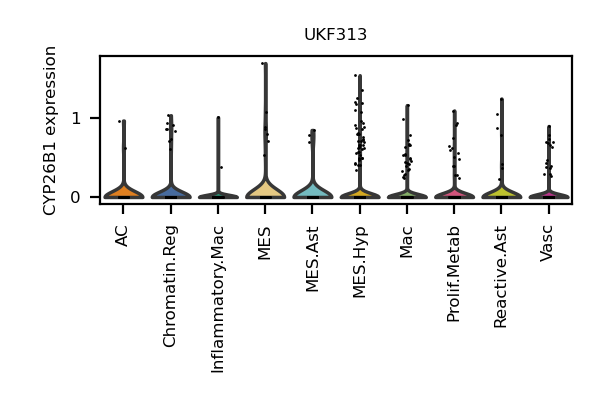 UKF313
CYP26B1 expression
1
0
AC
Chromatin.Reg
Inflammatory.Mac
MES
MES.Ast
MES.Hyp
Mac
Prolif.Metab
Reactive.Ast
Vasc